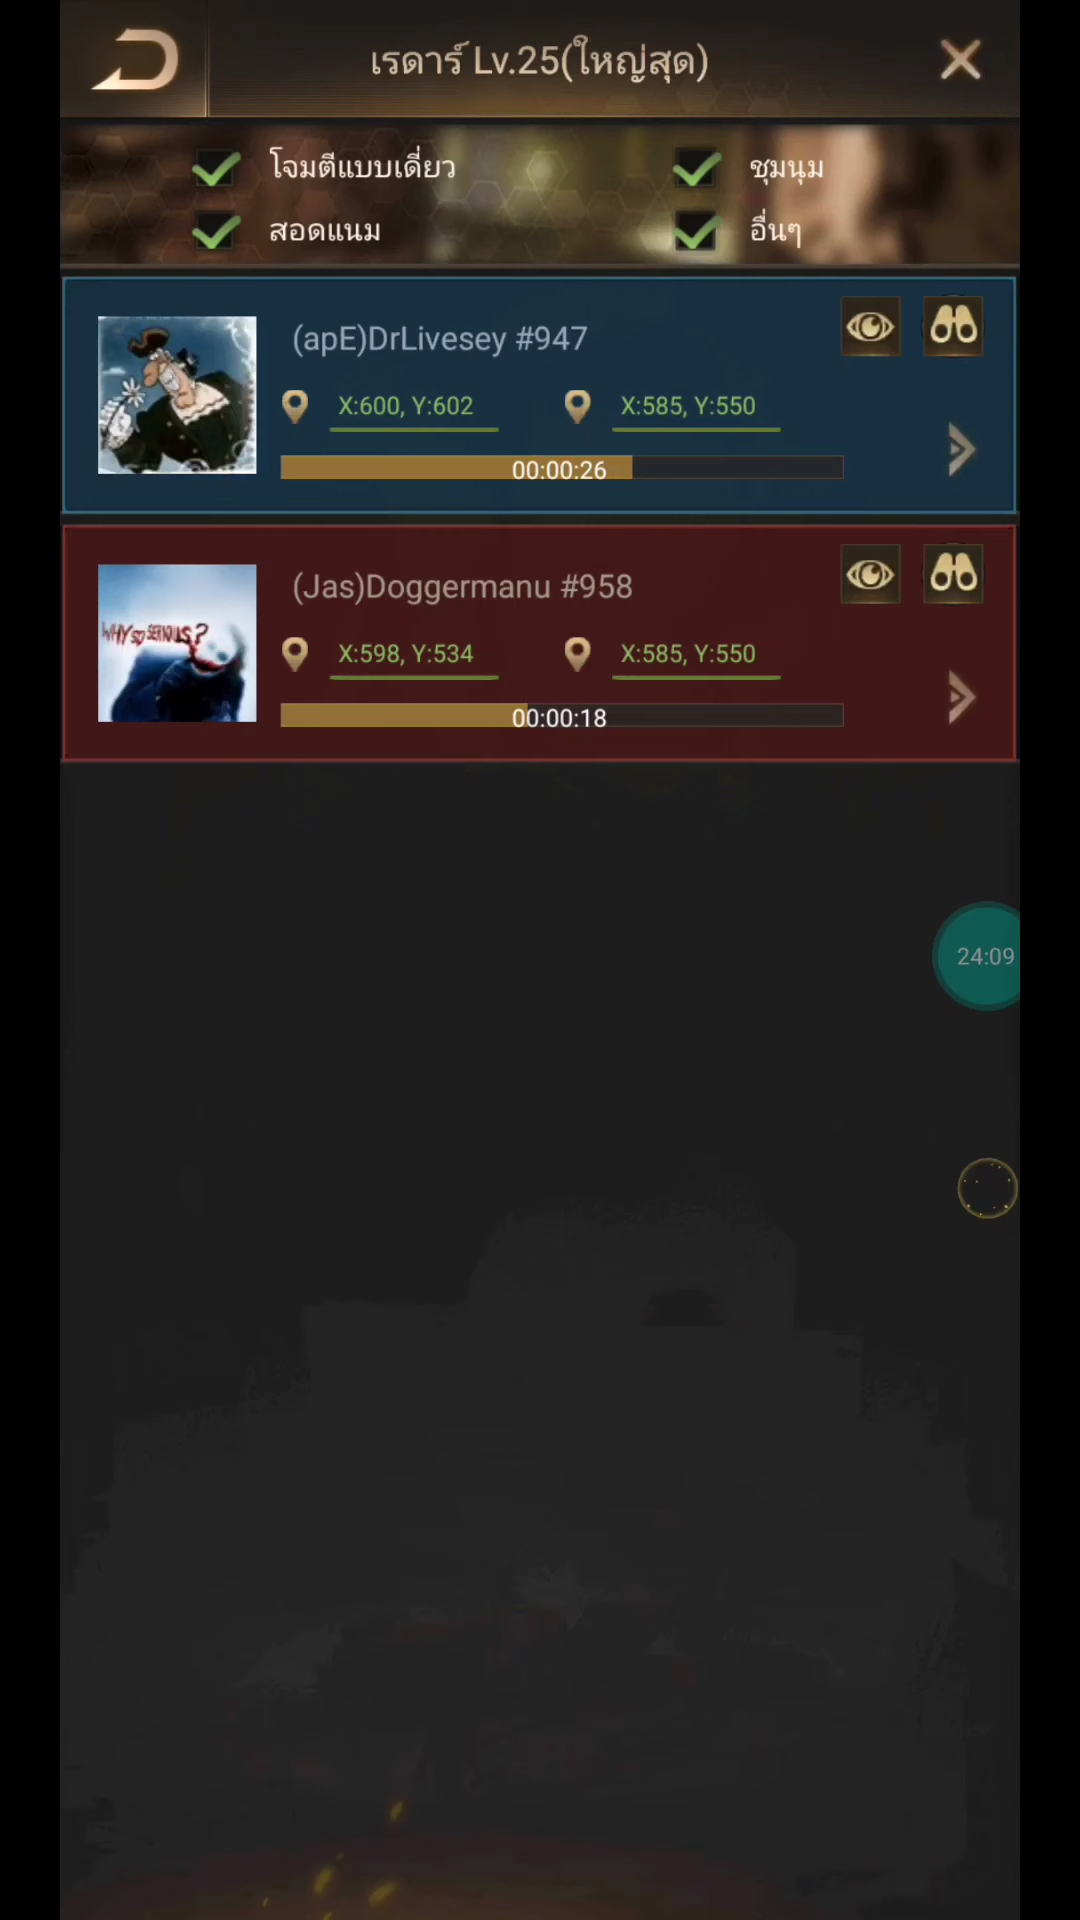 เรดาร์ Lv.25(ใหญ่สุด)
โจมตีแบบเดี่ยว
ชุมนุม
สอดแนม
อื่นๆ
(apE)DrLivesey #947
X:600, Y:602
X:585, Y:550
00:00:26
(Jas)Doggermanu #958
WHY SO SERIOUS?
X:598, Y:534
X:585, Y:550
00:00:18
24:09